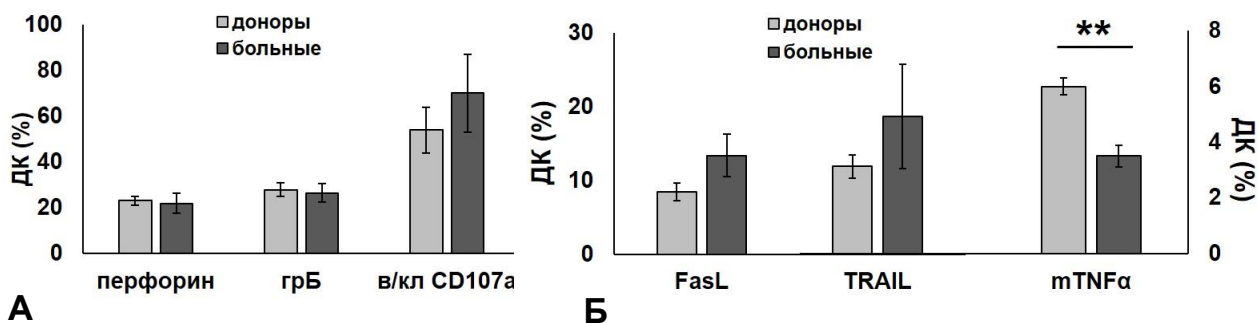 100
80
60
40
20
0
ДК (%)
доноры
больные
перфорин грБ в/кл CD107a
А
30
20
10
0
ДК (%)
доноры
больные
**
8
6
4
2
0
ДК (%)
FasL TRAIL mTNFα
Б